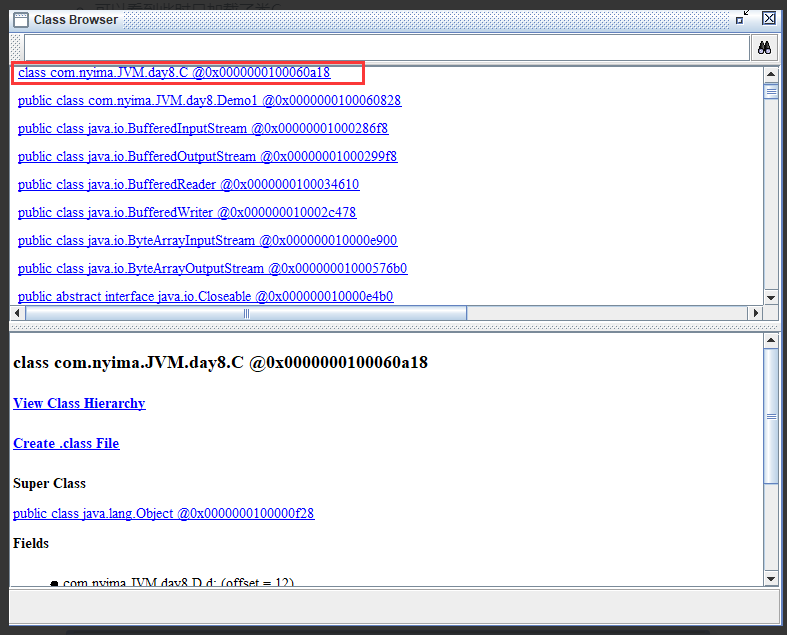 Class Browser
class com.nyima.JVM.day8.C @0x0000000100060a18
public class com.nyima.JVM.day8.Demo1 @0x0000000100060828
public class java.io.BufferedInputStream @0x00000001000286f8
public class java.io.BufferedOutputStream @0x00000001000299f8
public class java.io.BufferedReader @0x0000000100034610
public class java.io.BufferedWriter @0x000000010002c478
public class java.io.ByteArrayInputStream @0x000000010000e900
public class java.io.ByteArrayOutputStream @0x00000001000576b0
public abstract interface java.io.Closeable @0x000000010000e4b0
class com.nyima.JVM.day8.C @0x0000000100060a18
View Class Hierarchy
Create .class File
Super Class
public class java.lang.Object @0x0000000100000f28
Fields
com.nyima.JVM.day8.D d; (offset = 12)